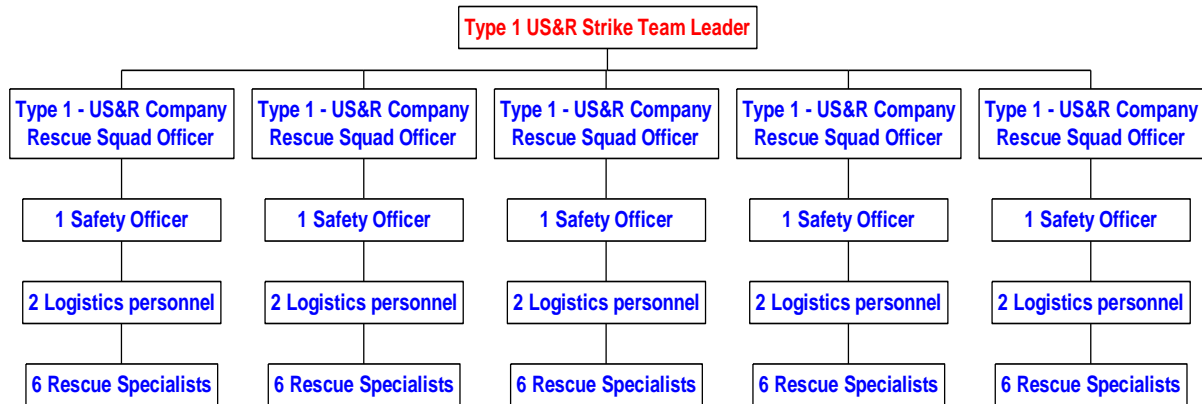 Type 1 US&R Strike Team Leader
Type 1 - US&R Company
Rescue Squad Officer
Type 1 - US&R Company
Rescue Squad Officer
Type 1 - US&R Company
Rescue Squad Officer
Type 1 - US&R Company
Rescue Squad Officer
Type 1 - US&R Company
Rescue Squad Officer
1 Safety Officer
1 Safety Officer
1 Safety Officer
1 Safety Officer
1 Safety Officer
2 Logistics personnel
2 Logistics personnel
2 Logistics personnel
2 Logistics personnel
2 Logistics personnel
6 Rescue Specialists
6 Rescue Specialists
6 Rescue Specialists
6 Rescue Specialists
6 Rescue Specialists